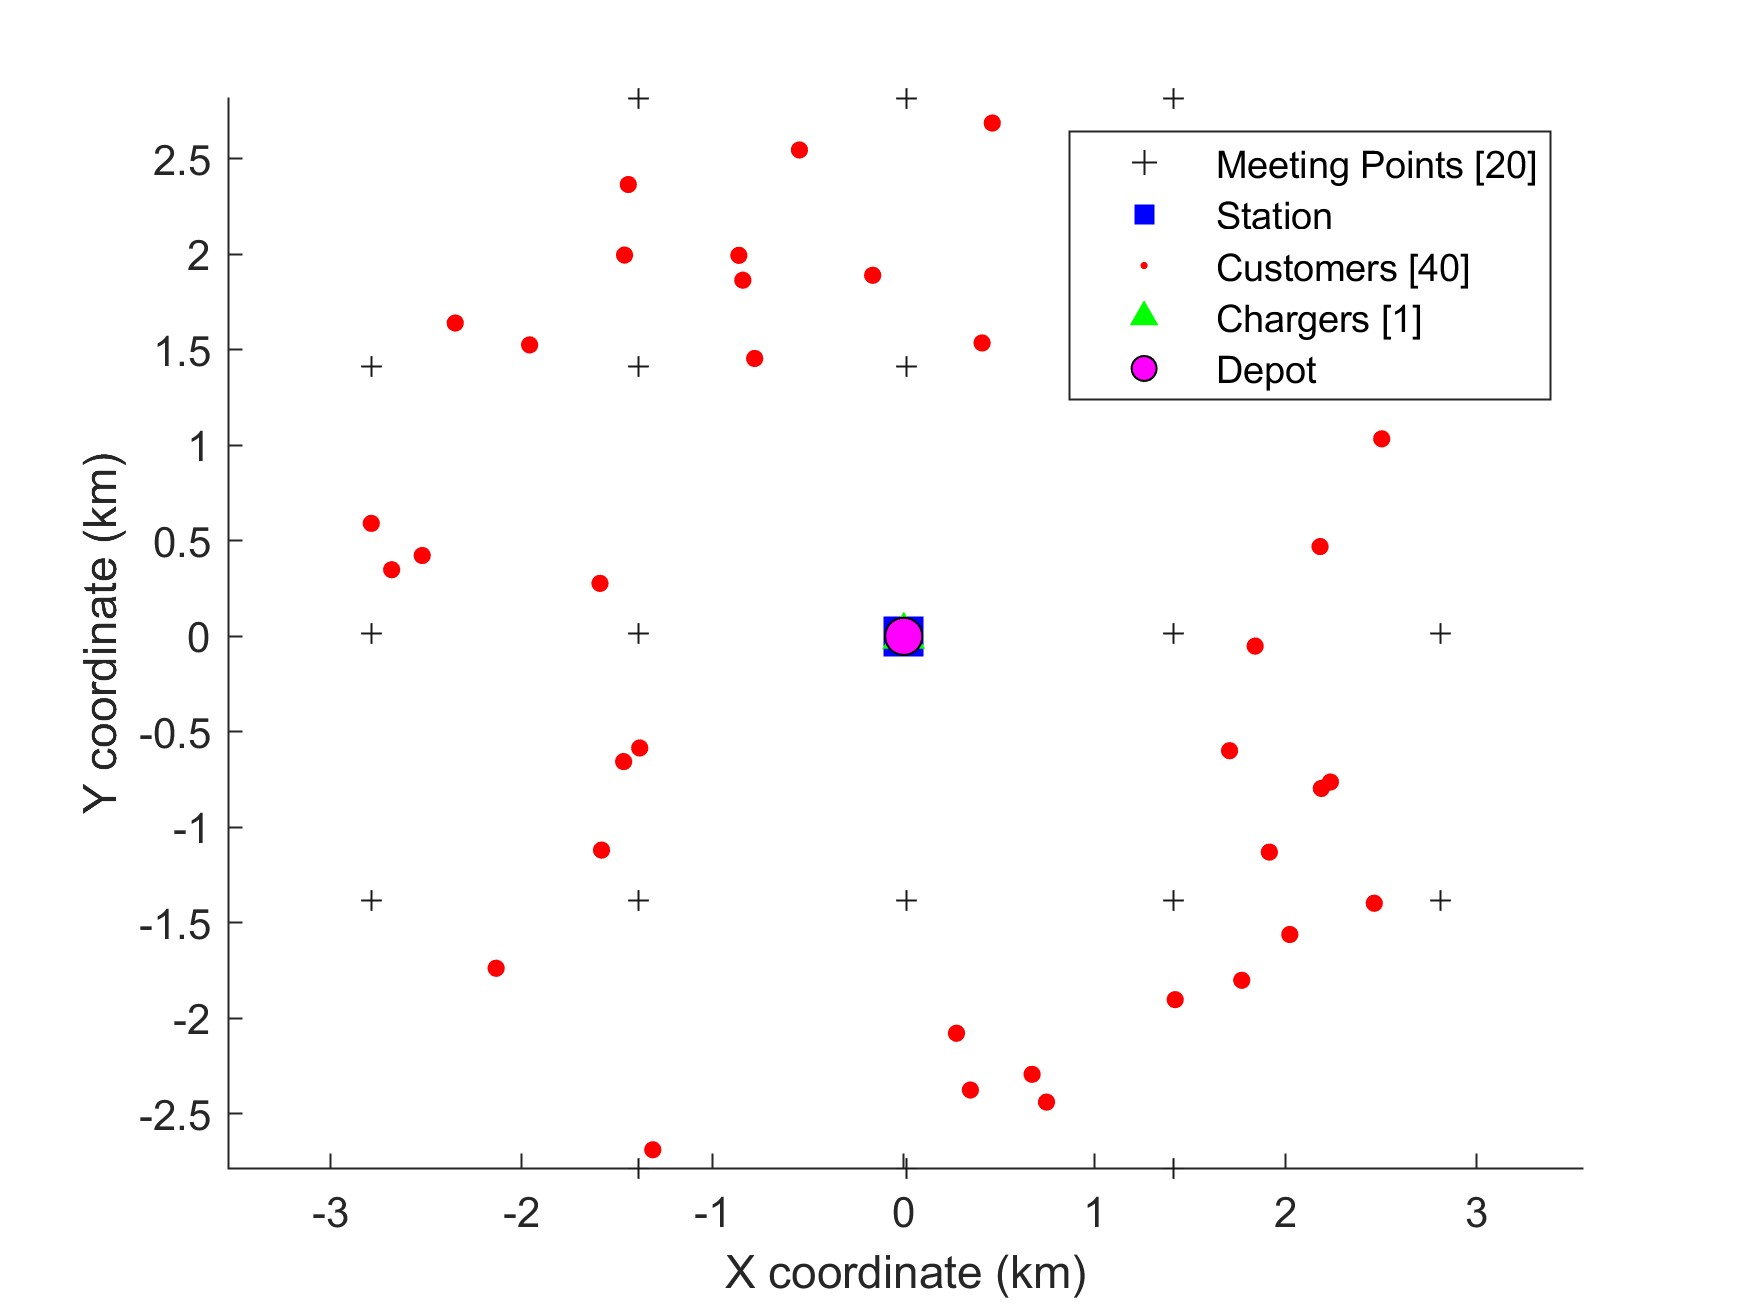 2.5
2
1.5
1
0.5
0
-0.5
-1
-1.5
-2
-2.5
Y coordinate (km)
Meeting Points [20]
Station
Customers [40]
Chargers [1]
Depot
-3
-2
-1
0
1
2
3
X coordinate (km)